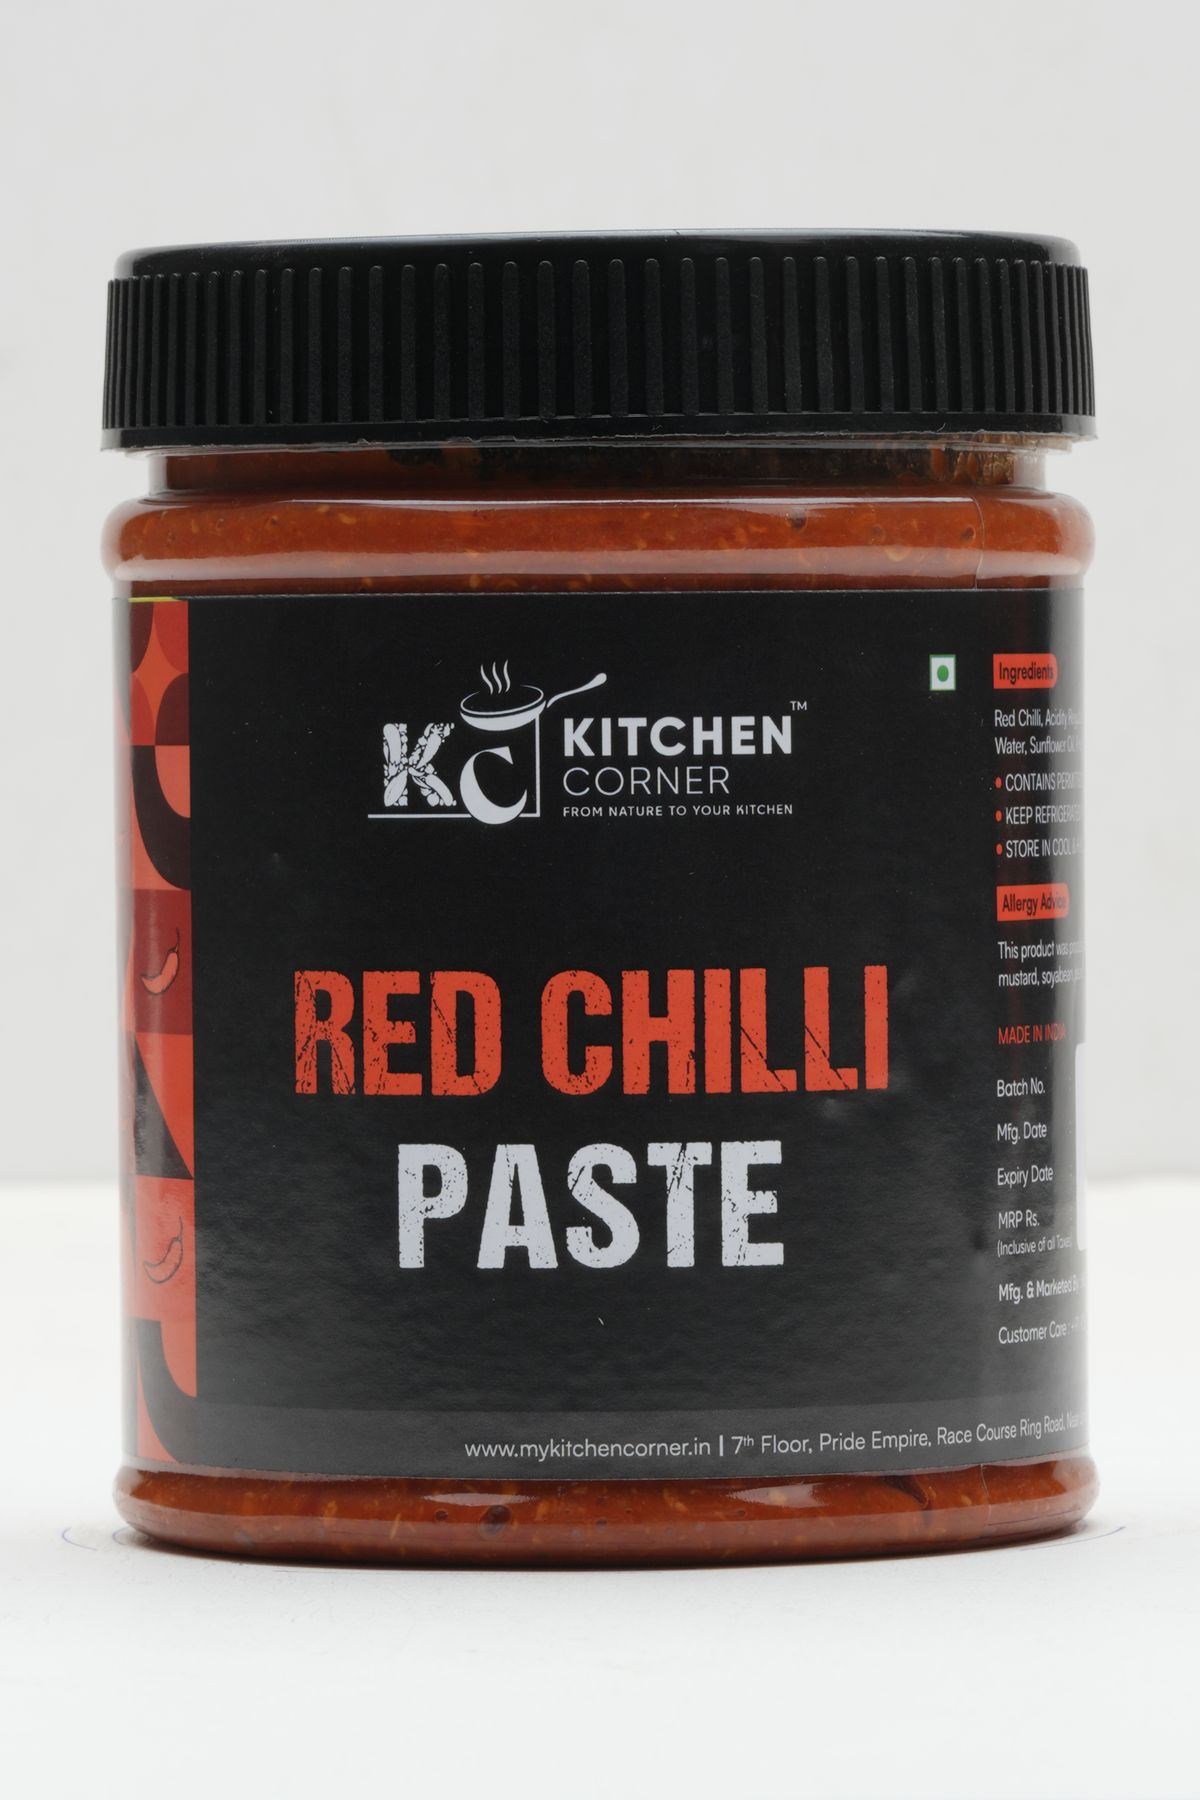 KC
KITCHEN™
CORNER
FROM NATURE TO YOUR KITCHEN
RED CHILLI
PASTE
Ingredients
Red Chilli, Acidity
Water, Sunflower Oil,
• CONTAINS
• KEEP REFRIGERATED
• STORE IN COOL &
Allergy Advice
This product was
mustard, soyabean,
MADE IN INDIA
Batch No.
Mfg. Date
Expiry Date
MRP Rs.
(Inclusive of all Taxes)
Mfg. & Marketed By
Customer Care : +
www.mykitchencorner.in | 7th Floor, Pride Empire, Race Course Ring Road, Near